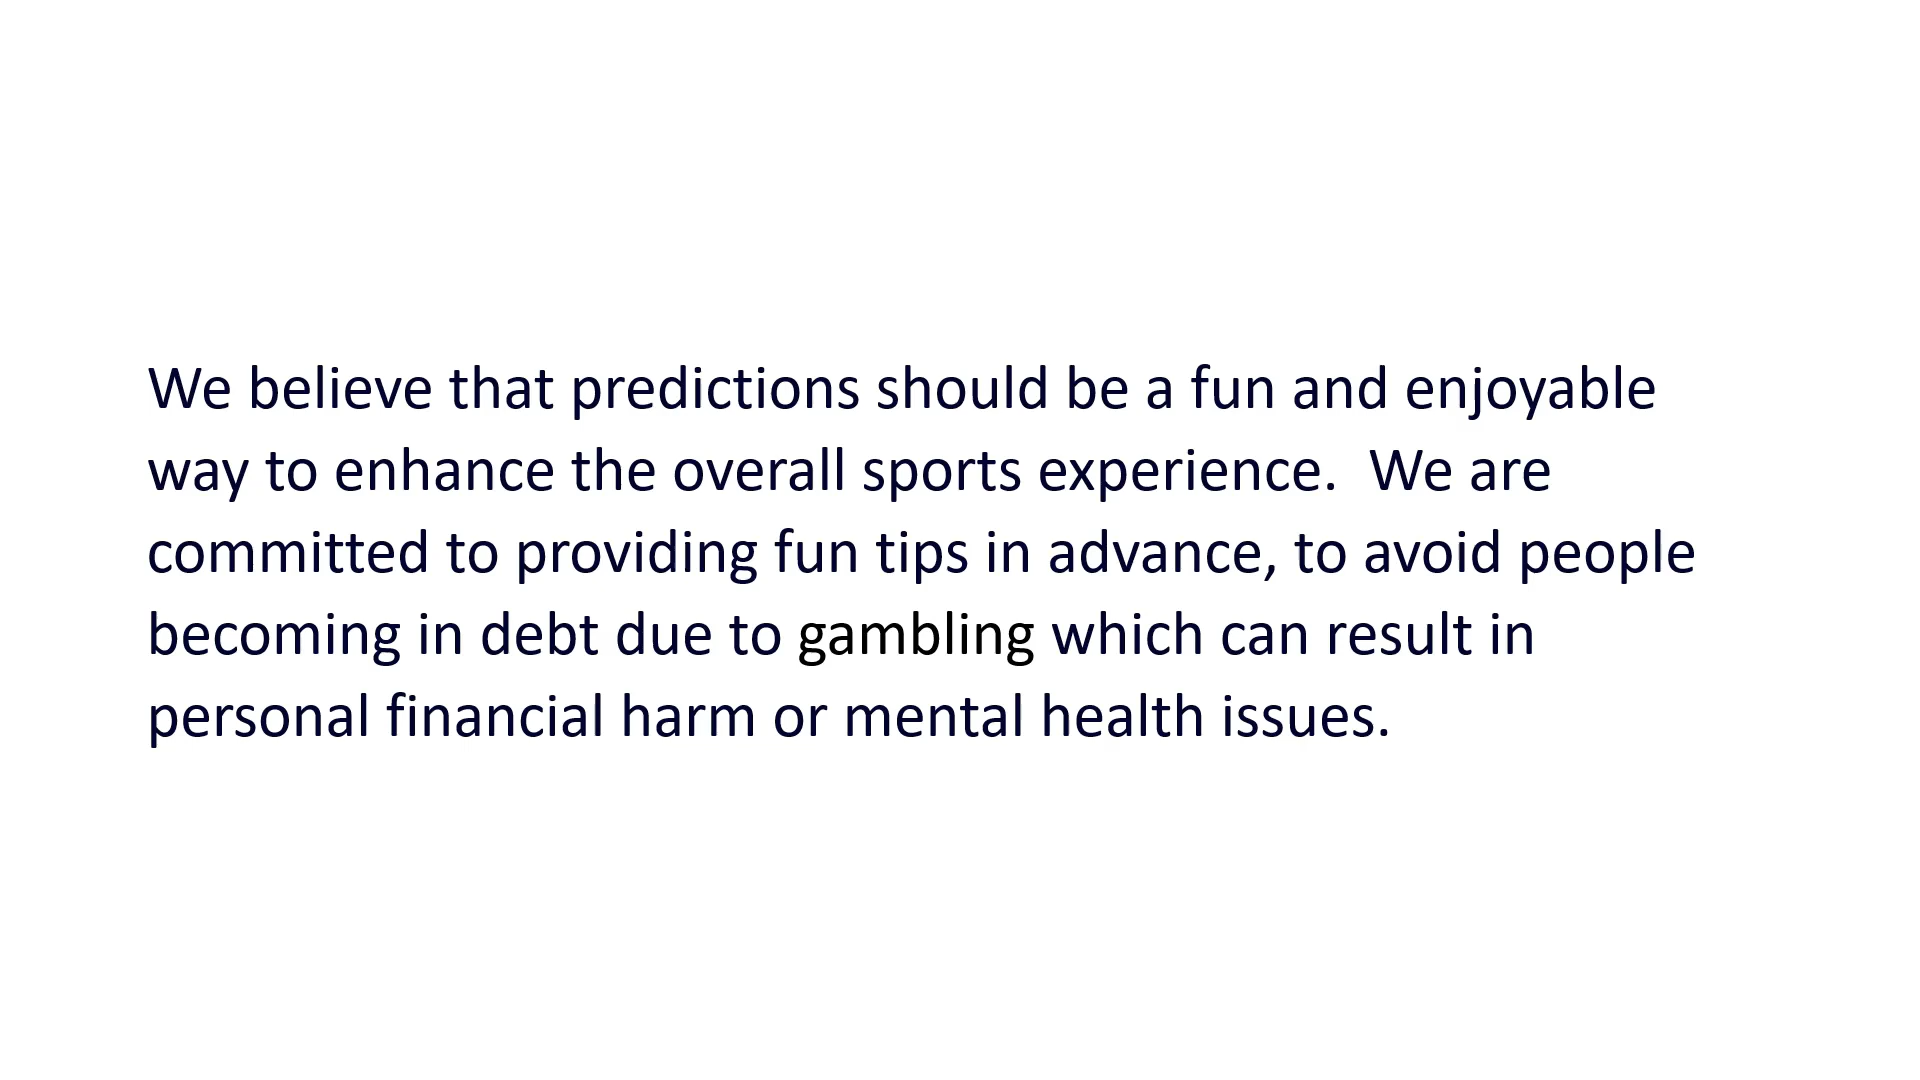 We believe that predictions should be a fun and enjoyable
way to enhance the overall sports experience.  We are
committed to providing fun tips in advance, to avoid people
becoming in debt due to gambling which can result in
personal financial harm or mental health issues.